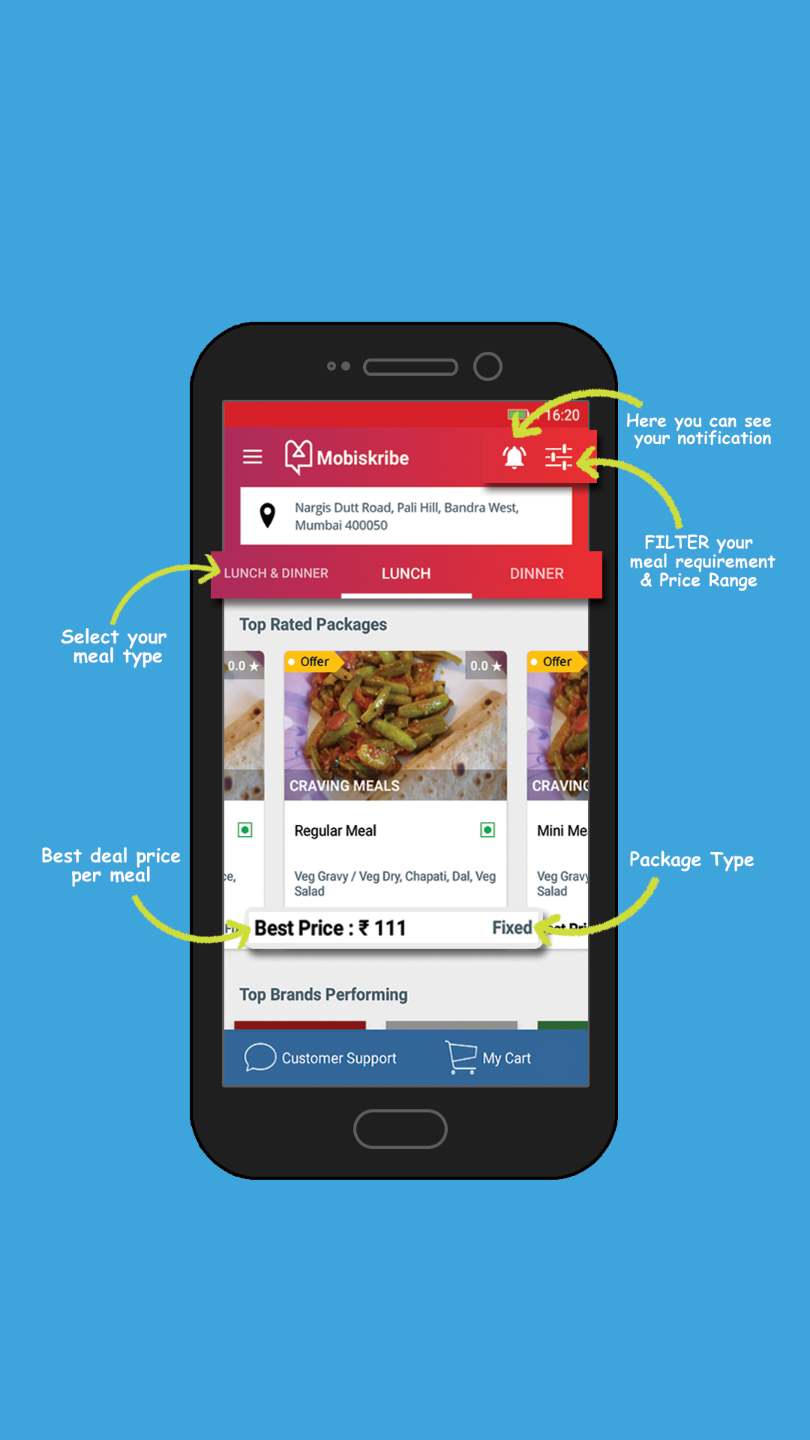 16:20
Here you can see
your notification
Mobiskribe
Nargis Dutt Road, Pali Hill, Bandra West,
Mumbai 400050
FILTER your
meal requirement
& Price Range
LUNCH & DINNER
LUNCH
DINNER
Select your
meal type
Top Rated Packages
0.0 ★
Offer
0.0 ★
Offer
CRAVING MEALS
CRAVING
Regular Meal
Mini Me
Best deal price
per meal
Package Type
ce,
Veg Gravy / Veg Dry, Chapati, Dal, Veg
Salad
Veg Gravy
Salad
Best Price : ₹ 111
Fixed
Top Brands Performing
Customer Support
My Cart